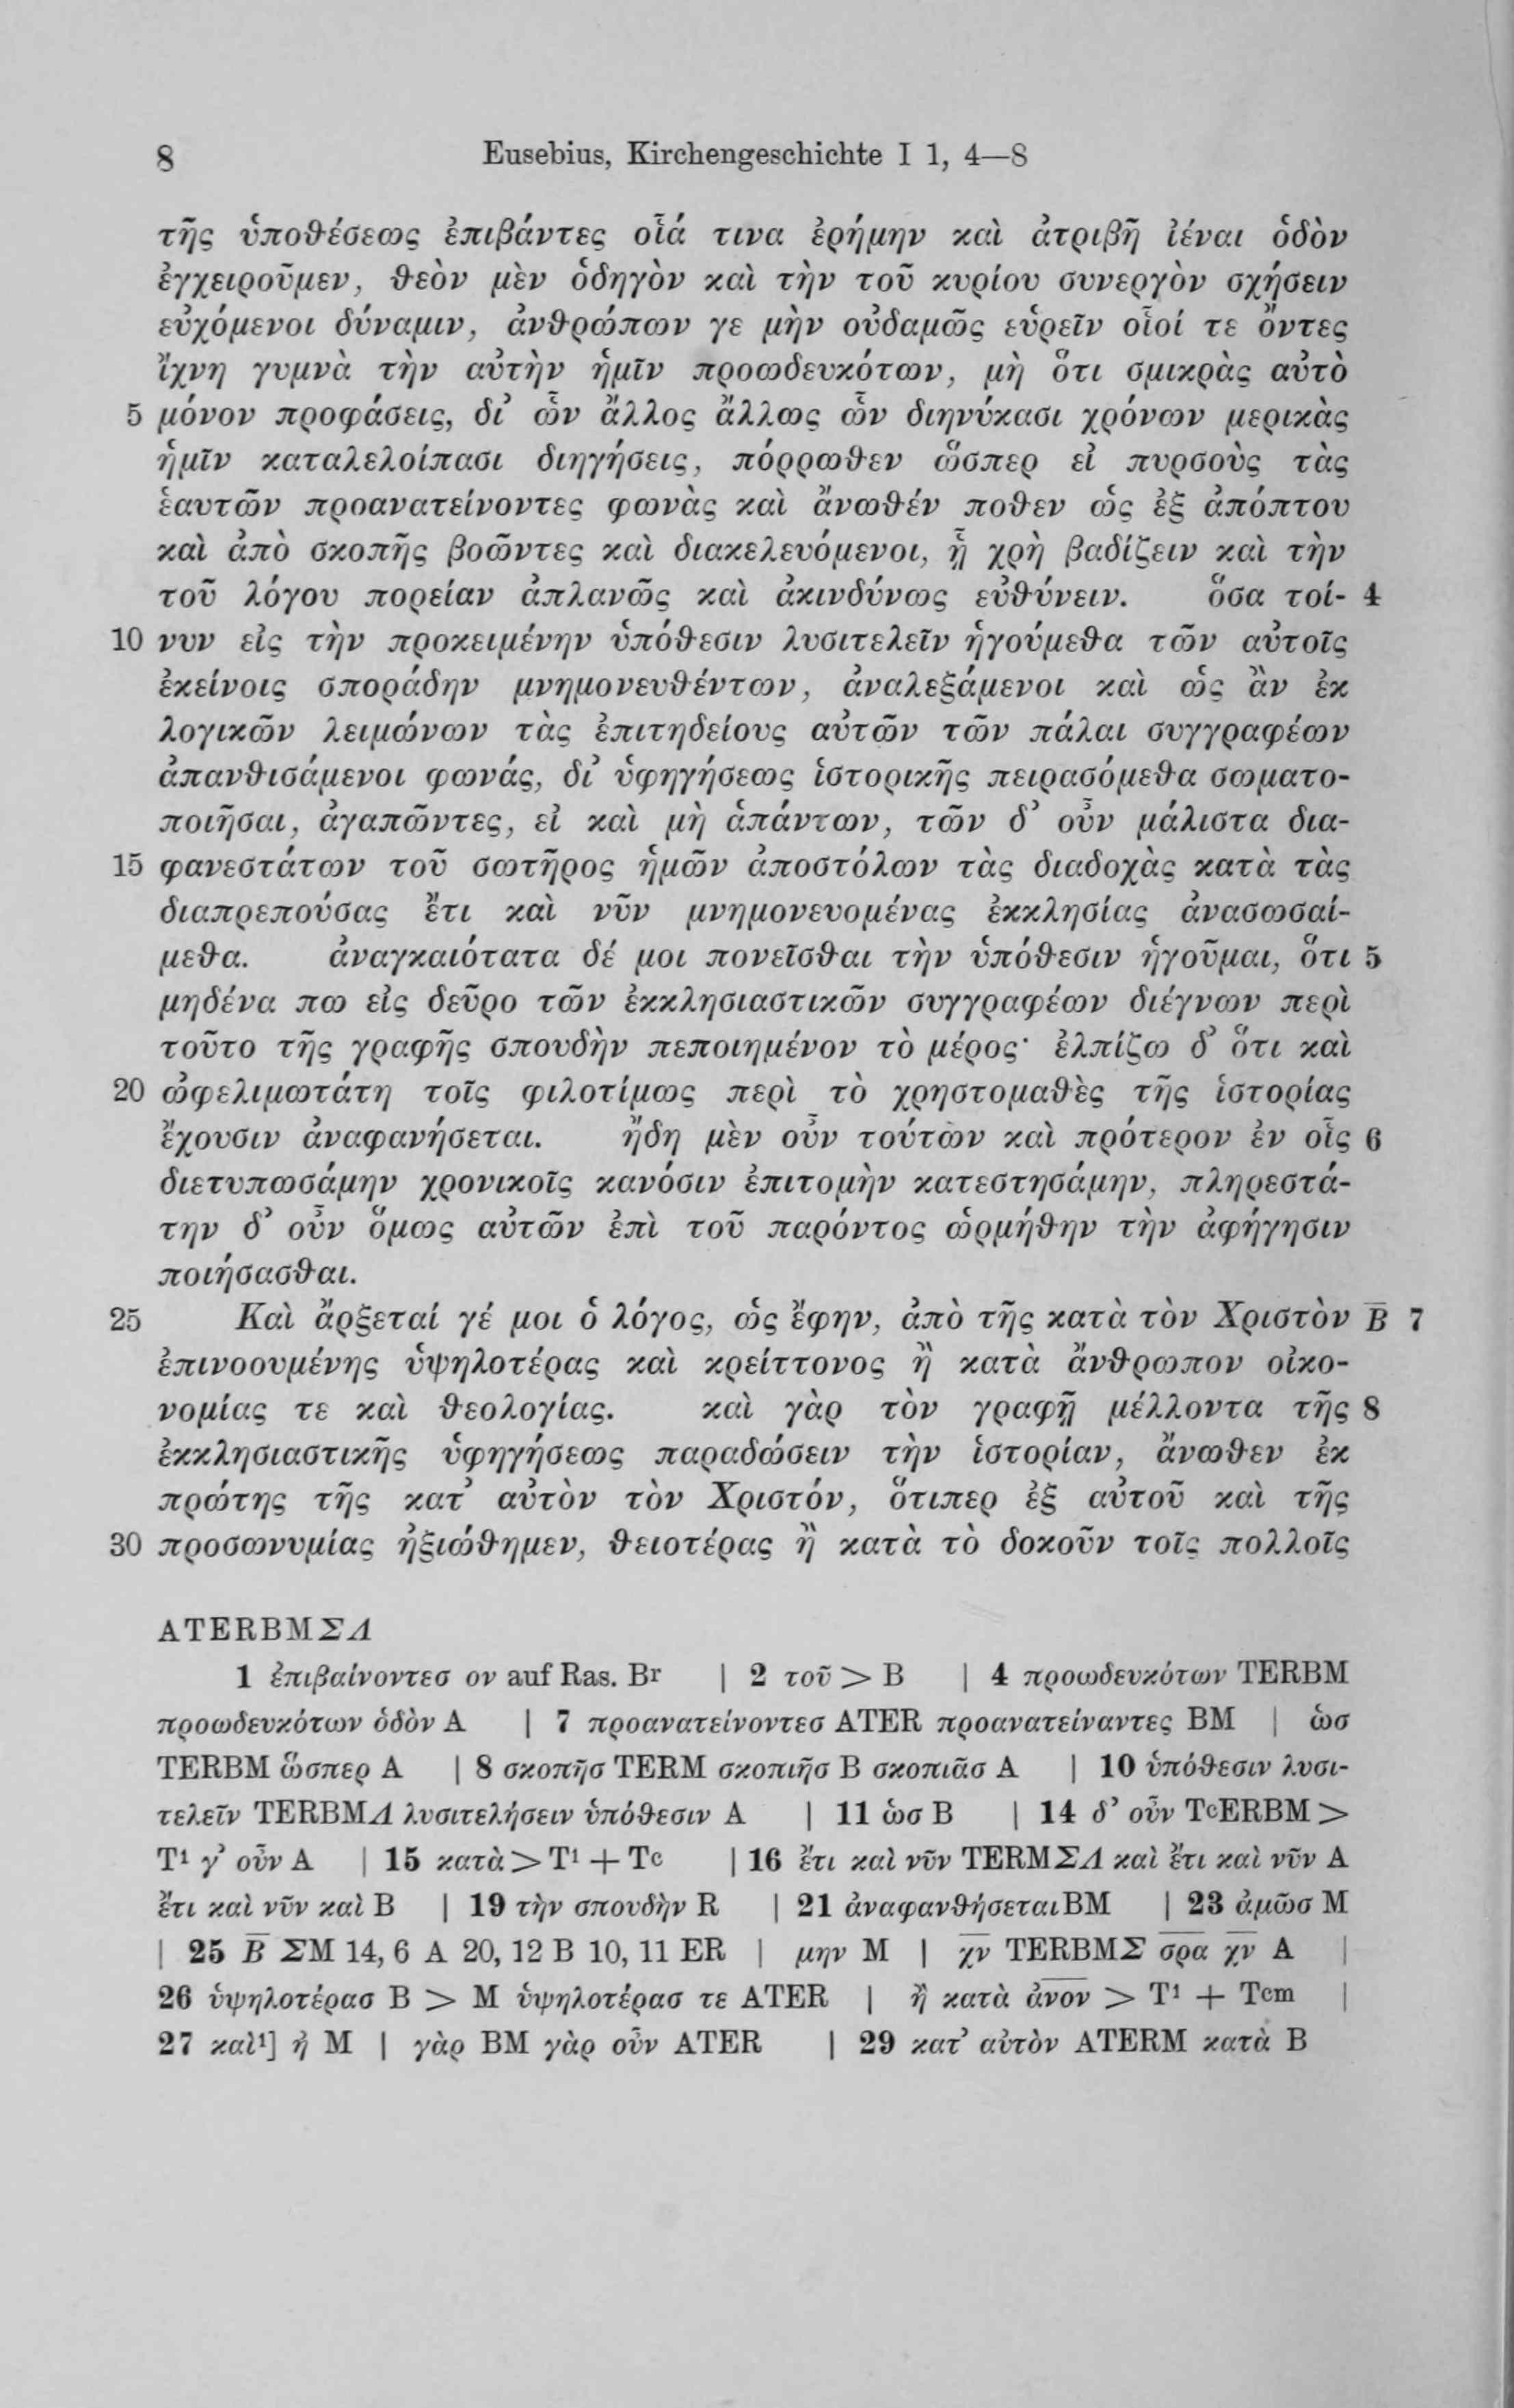 8 Eusebius, Kirchengeschichte I 1, 4—8
τῆς ὑποθέσεως ἐπιβάντες οἷά τινα ἐρήμην καὶ ἀτριβῆ ἰέναι ὁδὸν
ἐγχειροῦμεν, θεὸν μὲν ὁδηγὸν καὶ τὴν τοῦ κυρίου συνεργὸν σχήσειν
εὐχόμενοι δύναμιν, ἀνθρώπων γε μὴν οὐδαμῶς εὑρεῖν οἷοί τε ὄντες
ἴχνη γυμνὰ τὴν αὐτὴν ἡμῖν προωδευκότων, μὴ ὅτι σμικρὰς αὐτὸ
5 μόνον προφάσεις, δι᾽ ὧν ἄλλος ἄλλως ὧν διηνύκασι χρόνων μερικὰς
ἡμῖν καταλελοίπασι διηγήσεις, πόρρωθεν ὥσπερ εἰ πυρσοὺς τὰς
ἑαυτῶν προανατείνοντες φωνὰς καὶ ἄνωθέν ποθεν ὡς ἐξ ἀπόπτου
καὶ ἀπὸ σκοπῆς βοῶντες καὶ διακελευόμενοι, ᾗ χρὴ βαδίζειν καὶ τὴν
τοῦ λόγου πορείαν ἀπλανῶς καὶ ἀκινδύνως εὐθύνειν. ὅσα τοί- 4
10 νυν εἰς τὴν προκειμένην ὑπόθεσιν λυσιτελεῖν ἡγούμεθα τῶν αὐτοῖς
ἐκείνοις σποράδην μνημονευθέντων, ἀναλεξάμενοι καὶ ὡς ἂν ἐκ
λογικῶν λειμώνων τὰς ἐπιτηδείους αὐτῶν τῶν πάλαι συγγραφέων
ἀπανθισάμενοι φωνάς, δι᾽ ὑφηγήσεως ἱστορικῆς πειρασόμεθα σωματο-
ποιῆσαι, ἀγαπῶντες, εἰ καὶ μὴ ἁπάντων, τῶν δ᾽ οὖν μάλιστα δια-
15 φανεστάτων τοῦ σωτῆρος ἡμῶν ἀποστόλων τὰς διαδοχὰς κατὰ τὰς
διαπρεπούσας ἔτι καὶ νῦν μνημονευομένας ἐκκλησίας ἀνασωσαί-
μεθα. ἀναγκαιότατα δέ μοι πονεῖσθαι τὴν ὑπόθεσιν ἡγοῦμαι, ὅτι 5
μηδένα πω εἰς δεῦρο τῶν ἐκκλησιαστικῶν συγγραφέων διέγνων περὶ
τοῦτο τῆς γραφῆς σπουδὴν πεποιημένον τὸ μέρος· ἐλπίζω δ᾽ ὅτι καὶ
20 ὠφελιμωτάτη τοῖς φιλοτίμως περὶ τὸ χρηστομαθὲς τῆς ἱστορίας
ἔχουσιν ἀναφανήσεται. ἤδη μὲν οὖν τούτων καὶ πρότερον ἐν οἷς 6
διετυπωσάμην χρονικοῖς κανόσιν ἐπιτομὴν κατεστησάμην, πληρεστά-
την δ᾽ οὖν ὅμως αὐτῶν ἐπὶ τοῦ παρόντος ὡρμήθην τὴν ἀφήγησιν
ποιήσασθαι.
25 Καὶ ἄρξεταί γέ μοι ὁ λόγος, ὡς ἔφην, ἀπὸ τῆς κατὰ τὸν Χριστὸν B̅ 7
ἐπινοουμένης ὑψηλοτέρας καὶ κρείττονος ἢ κατὰ ἄνθρωπον οἰκο-
νομίας τε καὶ θεολογίας. καὶ γὰρ τὸν γραφῇ μέλλοντα τῆς 8
ἐκκλησιαστικῆς ὑφηγήσεως παραδώσειν τὴν ἱστορίαν, ἄνωθεν ἐκ
πρώτης τῆς κατ᾽ αὐτὸν τὸν Χριστόν, ὅτιπερ ἐξ αὐτοῦ καὶ τῆς
30 προσωνυμίας ἠξιώθημεν, θειοτέρας ἢ κατὰ τὸ δοκοῦν τοῖς πολλοῖς
ATERBMΣΛ
1 ἐπιβαίνοντεσ ον auf Ras. Bʳ | 2 τοῦ > B | 4 προωδευκότων TERBM
προωδευκότων ὁδὸν A | 7 προανατείνοντεσ ATER προανατείναντες BM | ὡσ
TERBM ὥσπερ A | 8 σκοπῆσ TERM σκοπιῆσ B σκοπιᾶσ A | 10 ὑπόθεσιν λυσι-
τελεῖν TERBMΛ λυσιτελήσειν ὑπόθεσιν A | 11 ὡσ B | 14 δ᾽ οὖν TᶜERBM >
T¹ γ᾽ οὖν A | 15 κατὰ > T¹ + Tᶜ | 16 ἔτι καὶ νῦν TERMΣΛ καὶ ἔτι καὶ νῦν A
ἔτι καὶ νῦν καὶ B | 19 τὴν σπουδὴν R | 21 ἀναφανθήσεται BM | 23 ἁμῶσ M
| 25 B̅ ΣM 14, 6 A 20, 12 B 10, 11 ER | μην M | χ̅ν̅ TERBMΣ σ̅ρ̅α̅ χ̅ν̅ A |
26 ὑψηλοτέρασ B > M ὑψηλοτέρασ τε ATER | ἢ κατὰ ἀ̅ν̅ο̅ν̅ > T¹ + Tᶜᵐ |
27 καὶ¹] ἡ M | γὰρ BM γὰρ οὖν ATER | 29 κατ᾽ αὐτὸν ATERM κατὰ B